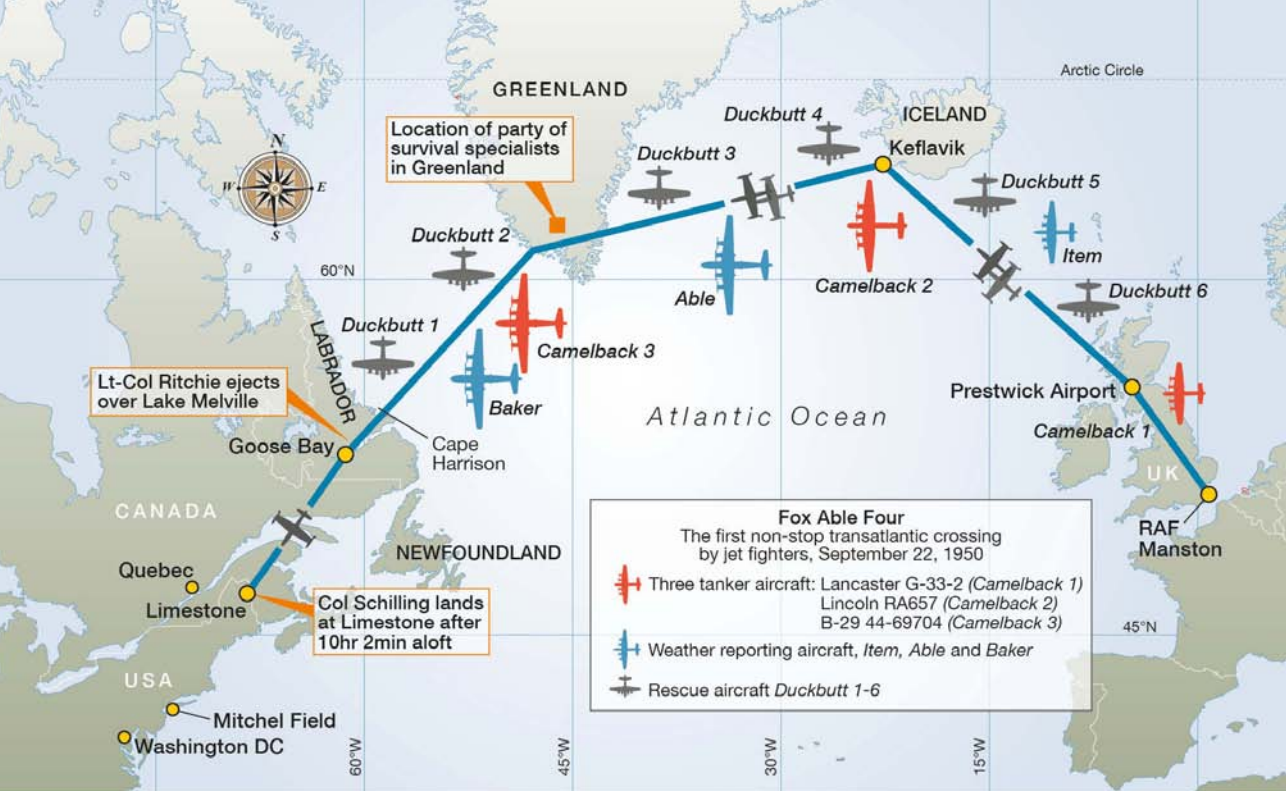 Arctic Circle
GREENLAND
Duckbutt 4
ICELAND
Keflavik
Location of party of
survival specialists
in Greenland
Duckbutt 3
Duckbutt 5
N
W
E
S
Duckbutt 2
Item
60°N
Able
Camelback 2
Duckbutt 6
LABRADOR
Duckbutt 1
Camelback 3
Lt-Col Ritchie ejects
over Lake Melville
Baker
Atlantic Ocean
Prestwick Airport
Goose Bay
Cape
Harrison
Camelback 1
UK
CANADA
NEWFOUNDLAND
RAF
Manston
Fox Able Four
The first non-stop transatlantic crossing
by jet fighters, September 22, 1950
Three tanker aircraft: Lancaster G-33-2 (Camelback 1)
Lincoln RA657 (Camelback 2)
B-29 44-69704 (Camelback 3)
Weather reporting aircraft, Item, Able and Baker
Rescue aircraft Duckbutt 1-6
Quebec
Limestone
Col Schilling lands
at Limestone after
10hr 2min aloft
45°N
USA
Mitchel Field
Washington DC
60°W
45°W
30°W
15°W